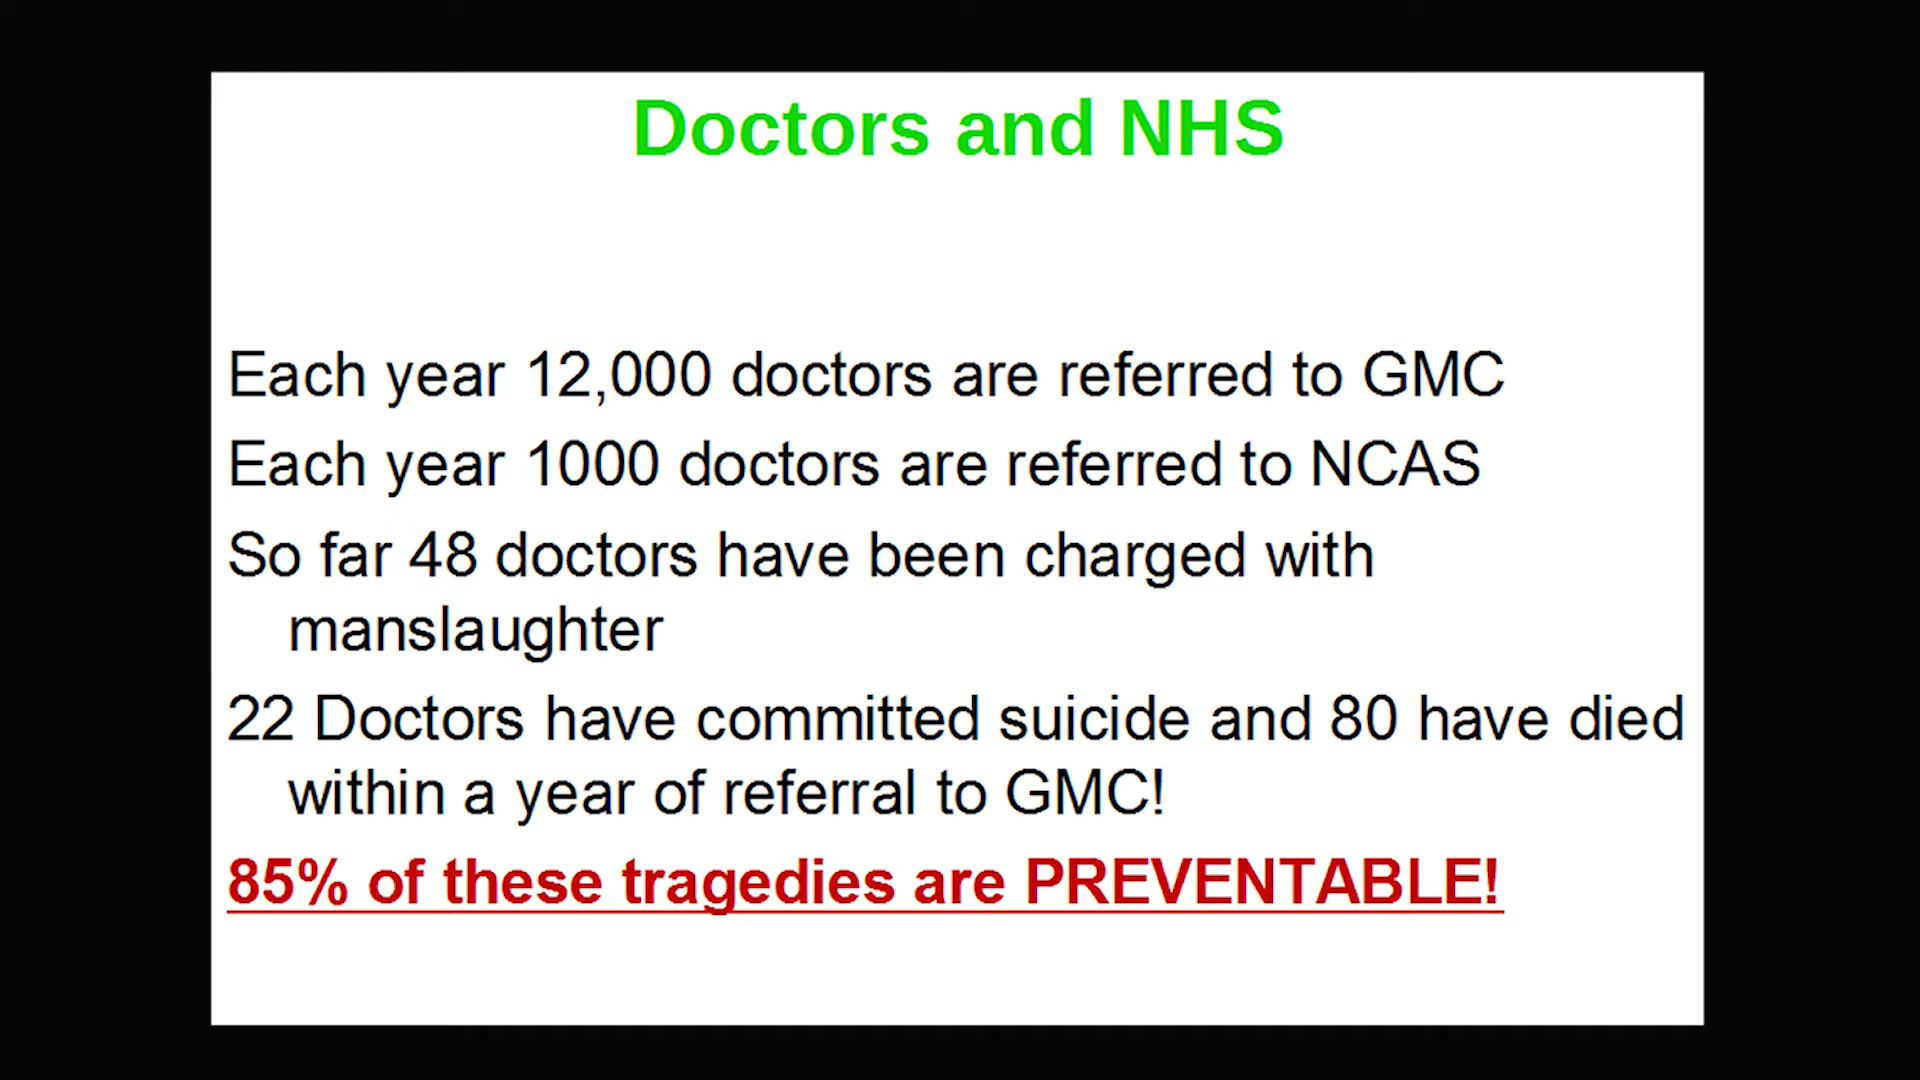 Doctors and NHS
Each year 12,000 doctors are referred to GMC
Each year 1000 doctors are referred to NCAS
So far 48 doctors have been charged with
manslaughter
22 Doctors have committed suicide and 80 have died
within a year of referral to GMC!
85% of these tragedies are PREVENTABLE!